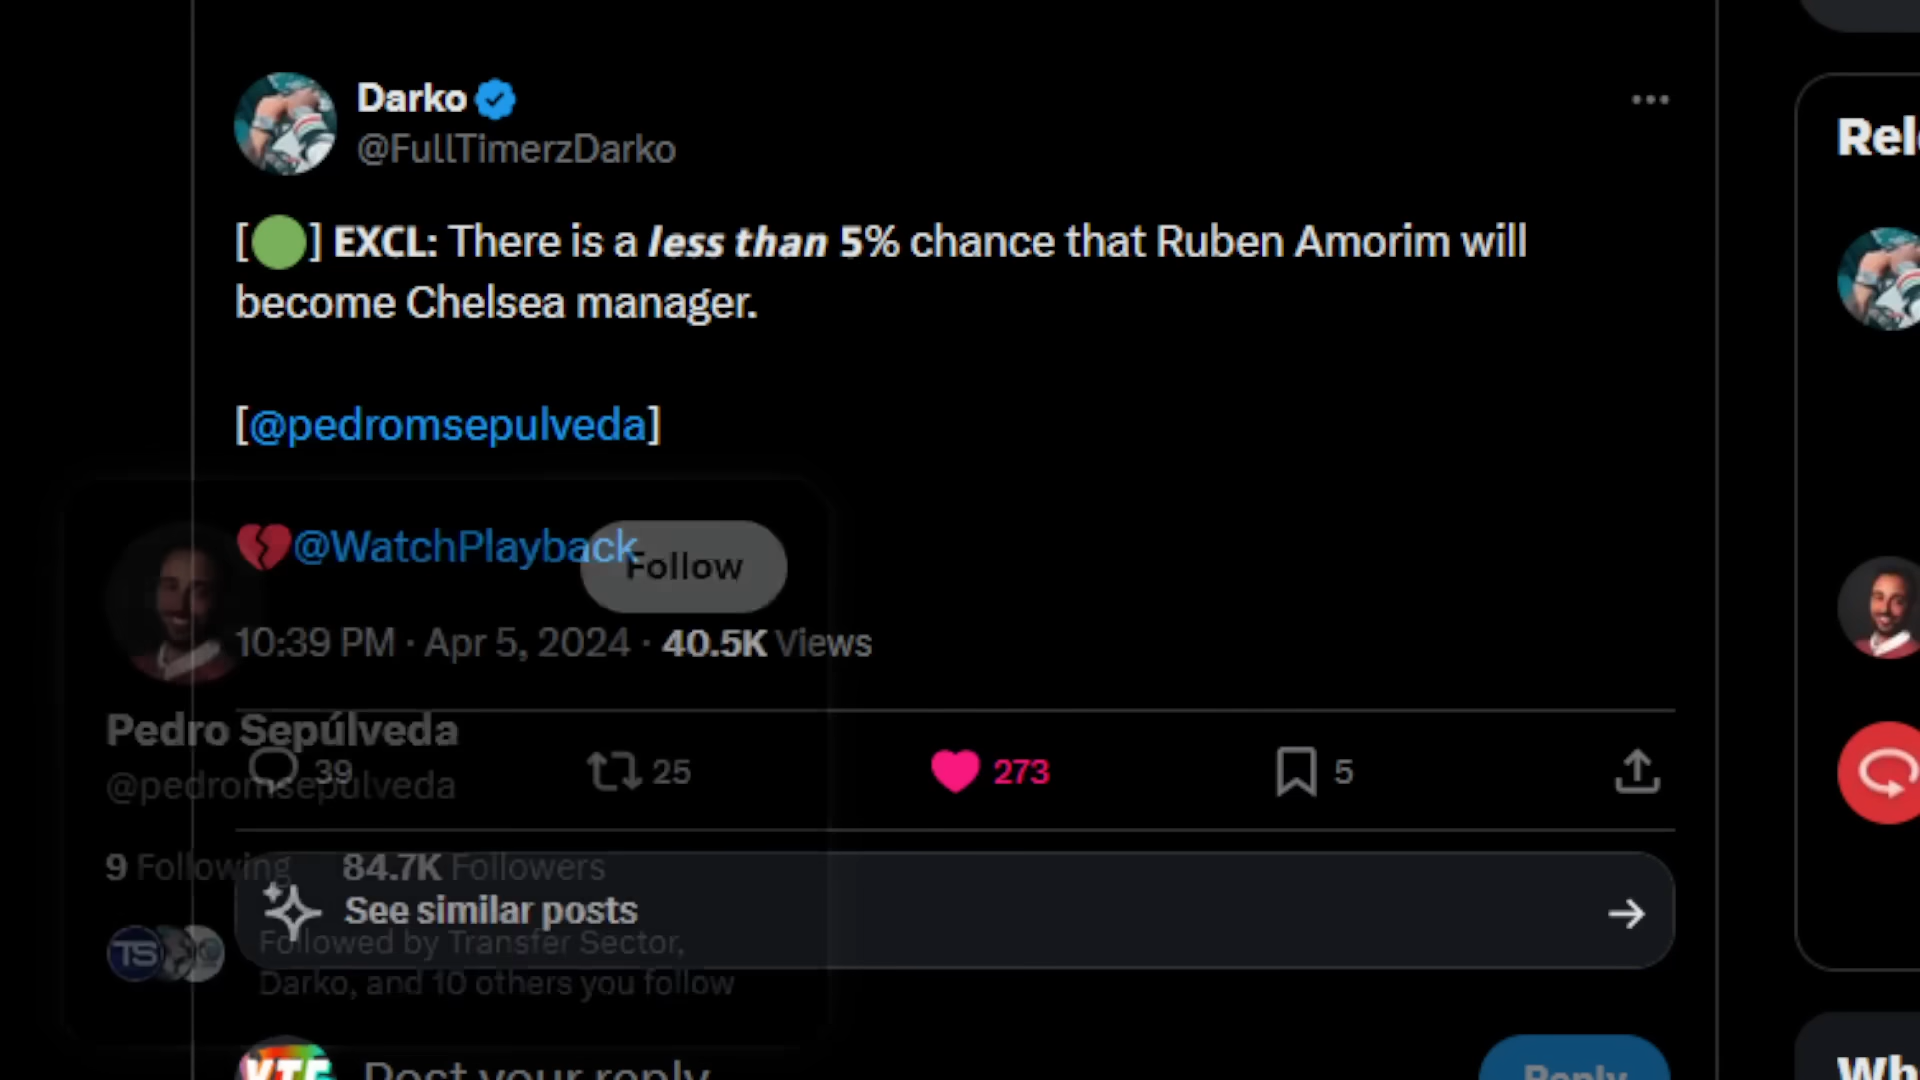 Darko
@FullTimerzDarko
[🟢] EXCL: There is a less than 5% chance that Ruben Amorim will
become Chelsea manager.
[@pedromsepulveda]
💔@WatchPlayback
Follow
10:39 PM · Apr 5, 2024 · 40.5K Views
Pedro Sepúlveda
@pedromsepulveda
39 25 273 5
9 Following 84.7K Followers
See similar posts
Followed by Transfer Sector,
Darko, and 10 others you follow
TS
Post your reply
Reply
Rele
Wh